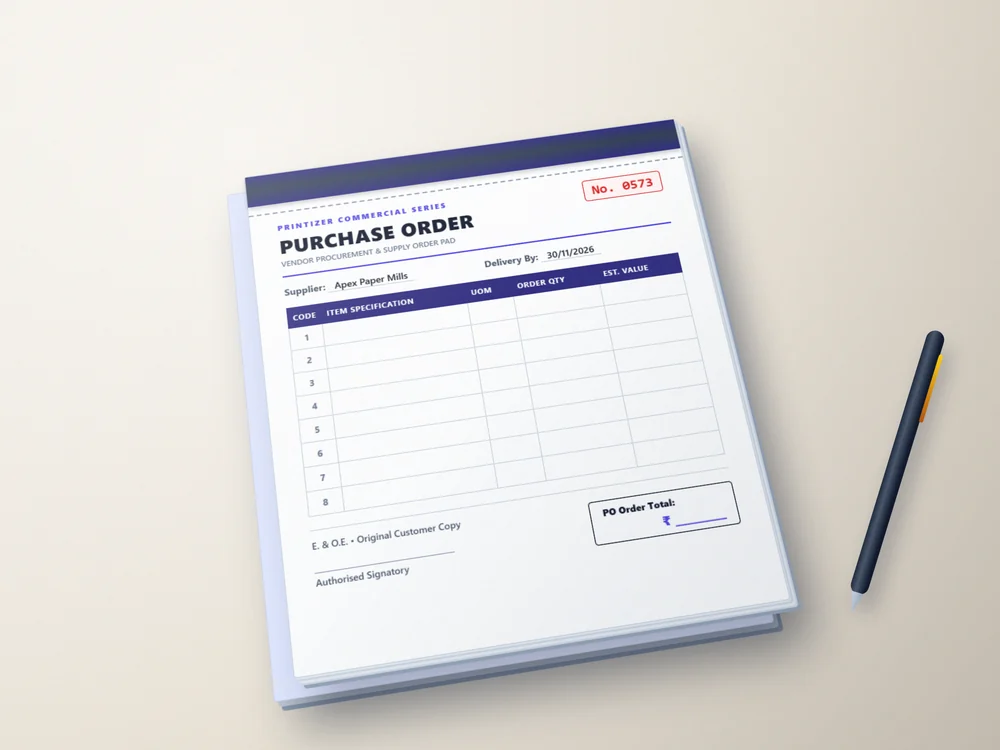 No. 0573
PRINTIZER COMMERCIAL SERIES
PURCHASE ORDER
VENDOR PROCUREMENT & SUPPLY ORDER PAD
Supplier: Apex Paper Mills Delivery By: 30/11/2026
CODE ITEM SPECIFICATION UOM ORDER QTY EST. VALUE
1
2
3
4
5
6
7
8
PO Order Total:
₹
E. & O.E. • Original Customer Copy
Authorised Signatory